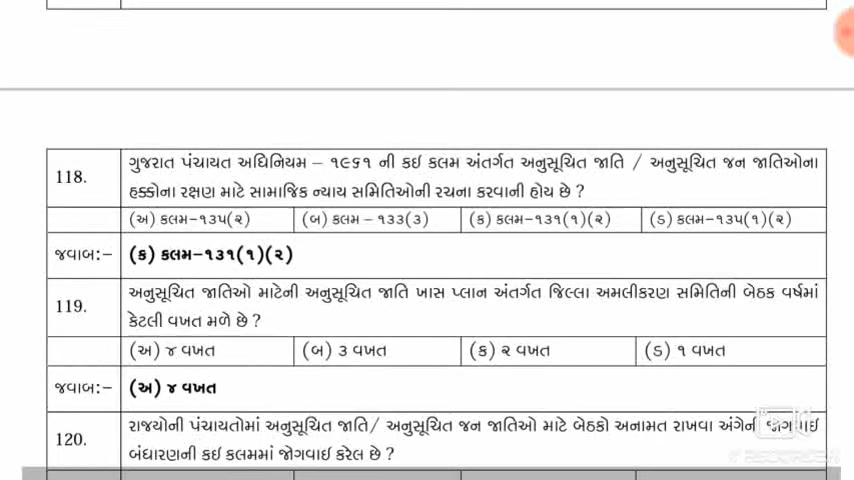 118. ગુજરાત પંચાયત અધિનિયમ – ૧૯૬૧ ની કઈ કલમ અંતર્ગત અનુસૂચિત જાતિ / અનુસૂચિત જન જાતિઓના
હક્કોના રક્ષણ માટે સામાજિક ન્યાય સમિતિઓની રચના કરવાની હોય છે ?
(અ) કલમ-૧૩૫(૨) (બ) કલમ – ૧૩૩(૩) (ક) કલમ-૧૩૧(૧)(૨) (ડ) કલમ-૧૩૫(૧)(૨)
જવાબ:- (ક) કલમ-૧૩૧(૧)(૨)
119. અનુસૂચિત જાતિઓ માટેની અનુસૂચિત જાતિ ખાસ પ્લાન અંતર્ગત જિલ્લા અમલીકરણ સમિતિની બેઠક વર્ષમાં
કેટલી વખત મળે છે ?
(અ) ૪ વખત (બ) ૩ વખત (ક) ૨ વખત (ડ) ૧ વખત
જવાબ:- (અ) ૪ વખત
120. રાજયોની પંચાયતોમાં અનુસૂચિત જાતિ/ અનુસૂચિત જન જાતિઓ માટે બેઠકો અનામત રાખવા અંગેની જોગવાઈ
બંધારણની કઈ કલમમાં જોગવાઈ કરેલ છે ?